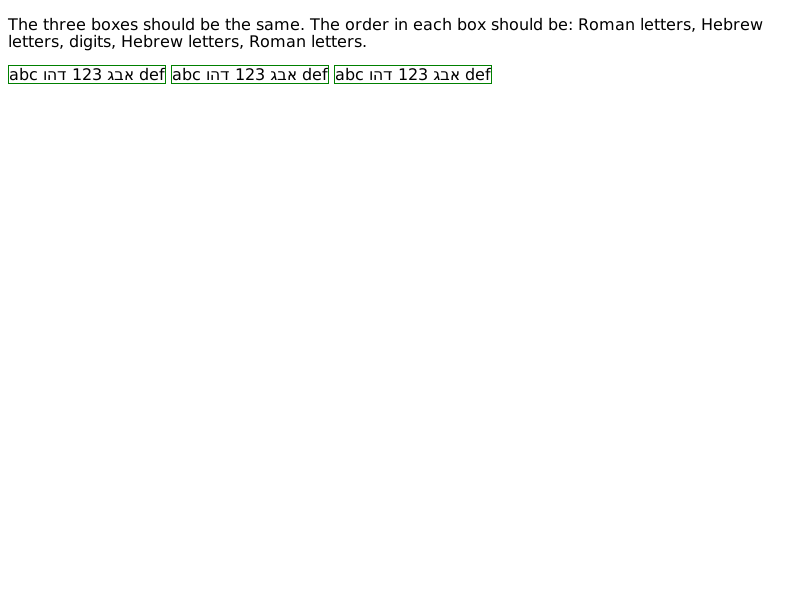 The three boxes should be the same. The order in each box should be: Roman letters, Hebrew
letters, digits, Hebrew letters, Roman letters.
abc אבג 123 דהו def abc אבג 123 דהו def abc אבג 123 דהו def